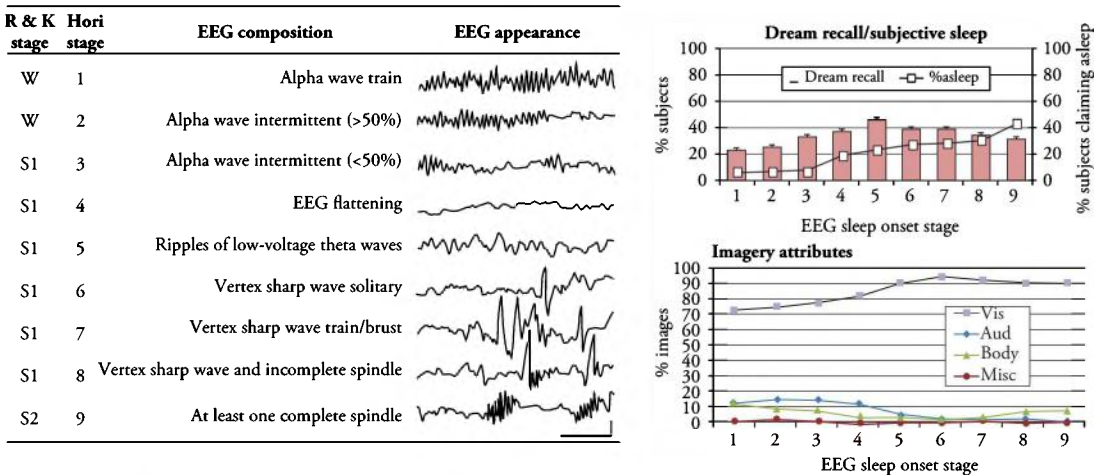 R & K Hori
stage stage EEG composition EEG appearance
W 1 Alpha wave train
W 2 Alpha wave intermittent (>50%)
S1 3 Alpha wave intermittent (<50%)
S1 4 EEG flattening
S1 5 Ripples of low-voltage theta waves
S1 6 Vertex sharp wave solitary
S1 7 Vertex sharp wave train/brust
S1 8 Vertex sharp wave and incomplete spindle
S2 9 At least one complete spindle
Dream recall/subjective sleep
% subjects
100
80
60
40
20
0
Dream recall %asleep
100
80
60
40
20
0
% subjects claiming asleep
1 2 3 4 5 6 7 8 9
EEG sleep onset stage
Imagery attributes
% images
100
90
80
70
60
50
40
30
20
10
0
Vis
Aud
Body
Misc
1 2 3 4 5 6 7 8 9
EEG sleep onset stage